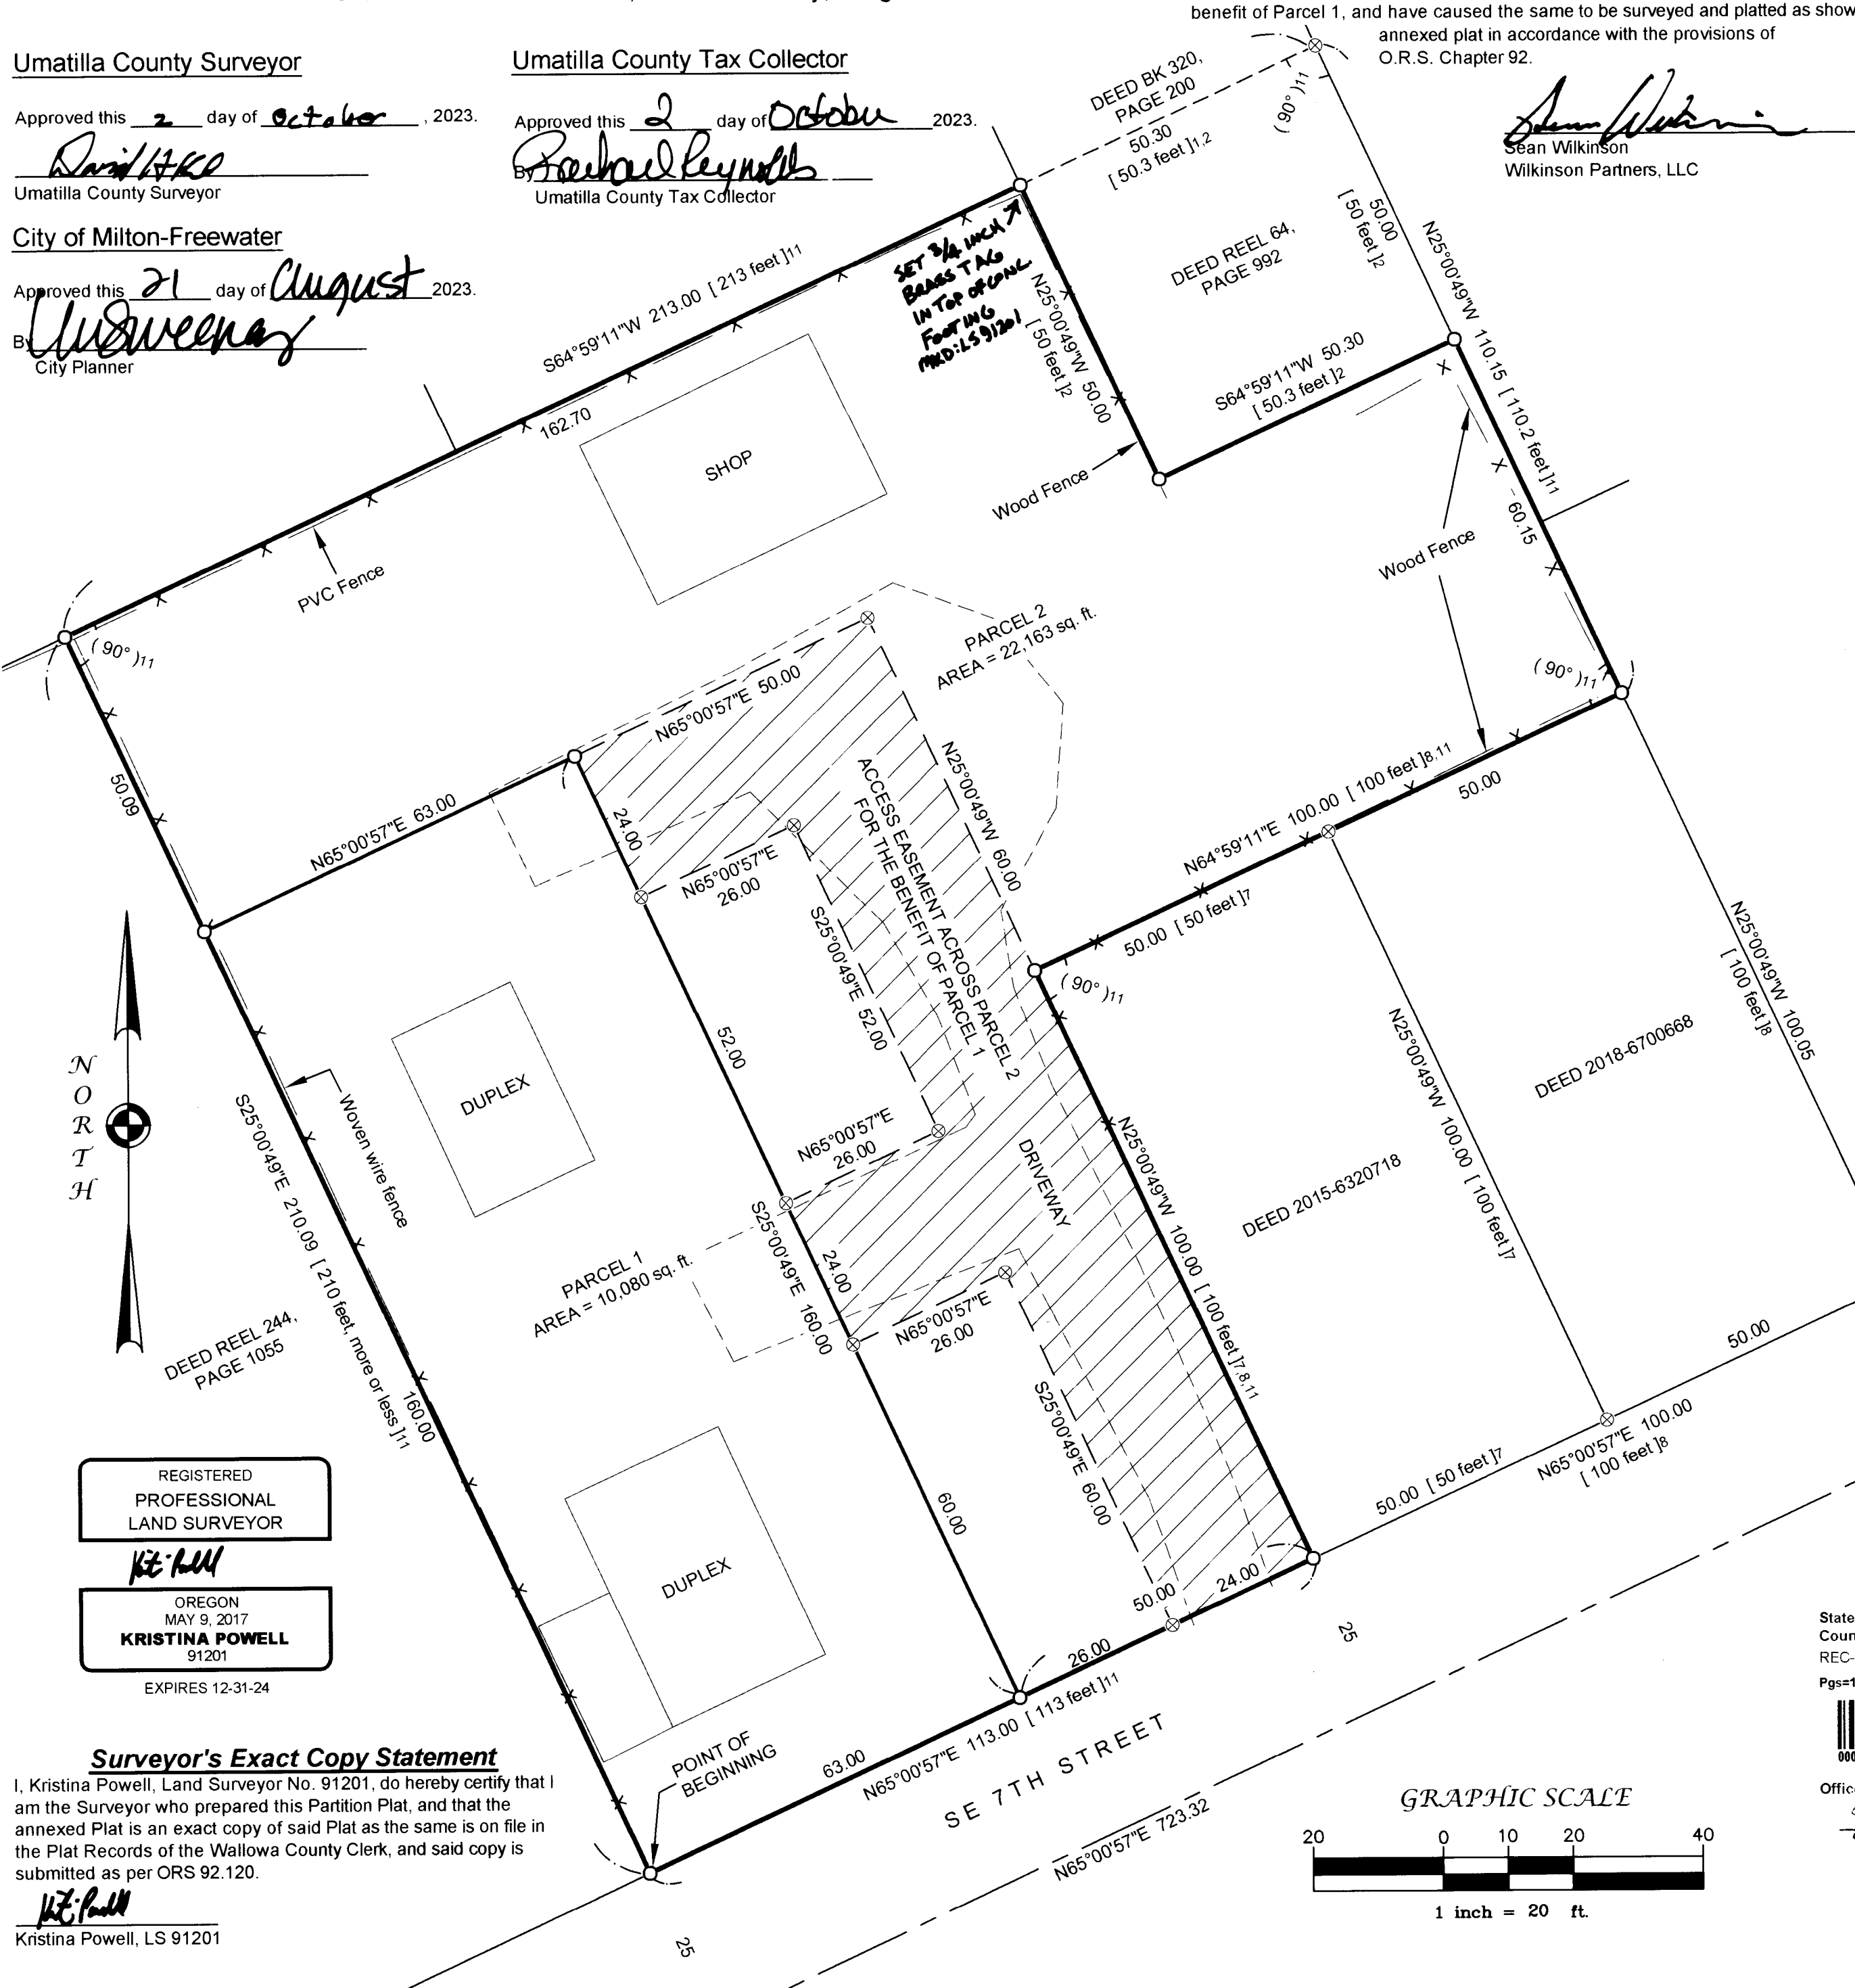 benefit of Parcel 1, and have caused the same to be surveyed and platted as show
annexed plat in accordance with the provisions of
O.R.S. Chapter 92.
Sean Wilkinson
Wilkinson Partners, LLC
Umatilla County Surveyor
Approved this 2 day of October, 2023.
Umatilla County Surveyor
Umatilla County Tax Collector
Approved this 2 day of October 2023.
By Rachael Reynolds
Umatilla County Tax Collector
City of Milton-Freewater
Approved this 21 day of August 2023.
By
City Planner
DEED BK 320,
PAGE 200
50.30
[ 50.3 feet ]1,2
( 90° )11
50.00
[ 50 feet ]2
N25°00'49"W 110.15 [ 110.2 feet ]11
DEED REEL 64,
PAGE 992
S64°59'11"W 213.00 [ 213 feet ]11
SET 3/4 INCH
BRASS TAG
IN TOP OF CONC.
FOOTING
MKD: LS 91201
N25°00'49"W 50.00
[ 50 feet ]2
S64°59'11"W 50.30
[ 50.3 feet ]2
162.70
SHOP
Wood Fence
60.15
Wood Fence
PVC Fence
( 90° )11
PARCEL 2
AREA = 22,163 sq. ft.
( 90° )11
N65°00'57"E 50.00
50.09
N65°00'57"E 63.00
24.00
N65°00'57"E
26.00
ACCESS EASEMENT ACROSS PARCEL 2
FOR THE BENEFIT OF PARCEL 1
N25°00'49"W 60.00
S25°00'49"E 52.00
N64°59'11"E 100.00 [ 100 feet ]8,11
50.00
50.00 [ 50 feet ]7
( 90° )11
N25°00'49"W 100.05
[ 100 feet ]8
NORTH
DUPLEX
52.00
N65°00'57"E
26.00
DRIVEWAY
N25°00'49"W 100.00 [ 100 feet ]7,8,11
N25°00'49"W 100.00 [ 100 feet ]7
DEED 2018-6700668
DEED 2015-6320718
S25°00'49"E 210.09 [ 210 feet, more or less ]11
Woven wire fence
S25°00'49"E 160.00
24.00
PARCEL 1
AREA = 10,080 sq. ft.
N65°00'57"E
26.00
DEED REEL 244,
PAGE 1055
160.00
S25°00'49"E 60.00
60.00
50.00
N65°00'57"E 100.00
[ 100 feet ]8
50.00 [ 50 feet ]7
DUPLEX
50.00
24.00
26.00
25
REGISTERED
PROFESSIONAL
LAND SURVEYOR
OREGON
MAY 9, 2017
KRISTINA POWELL
91201
EXPIRES 12-31-24
POINT OF
BEGINNING
63.00
N65°00'57"E 113.00 [ 113 feet ]11
SE 7TH STREET
N65°00'57"E 723.32
25
Surveyor's Exact Copy Statement
I, Kristina Powell, Land Surveyor No. 91201, do hereby certify that I
am the Surveyor who prepared this Partition Plat, and that the
annexed Plat is an exact copy of said Plat as the same is on file in
the Plat Records of the Wallowa County Clerk, and said copy is
submitted as per ORS 92.120.
Kristina Powell, LS 91201
GRAPHIC SCALE
20 0 10 20 40
1 inch = 20 ft.
State
Coun
REC-
Pgs=1
000
Offic